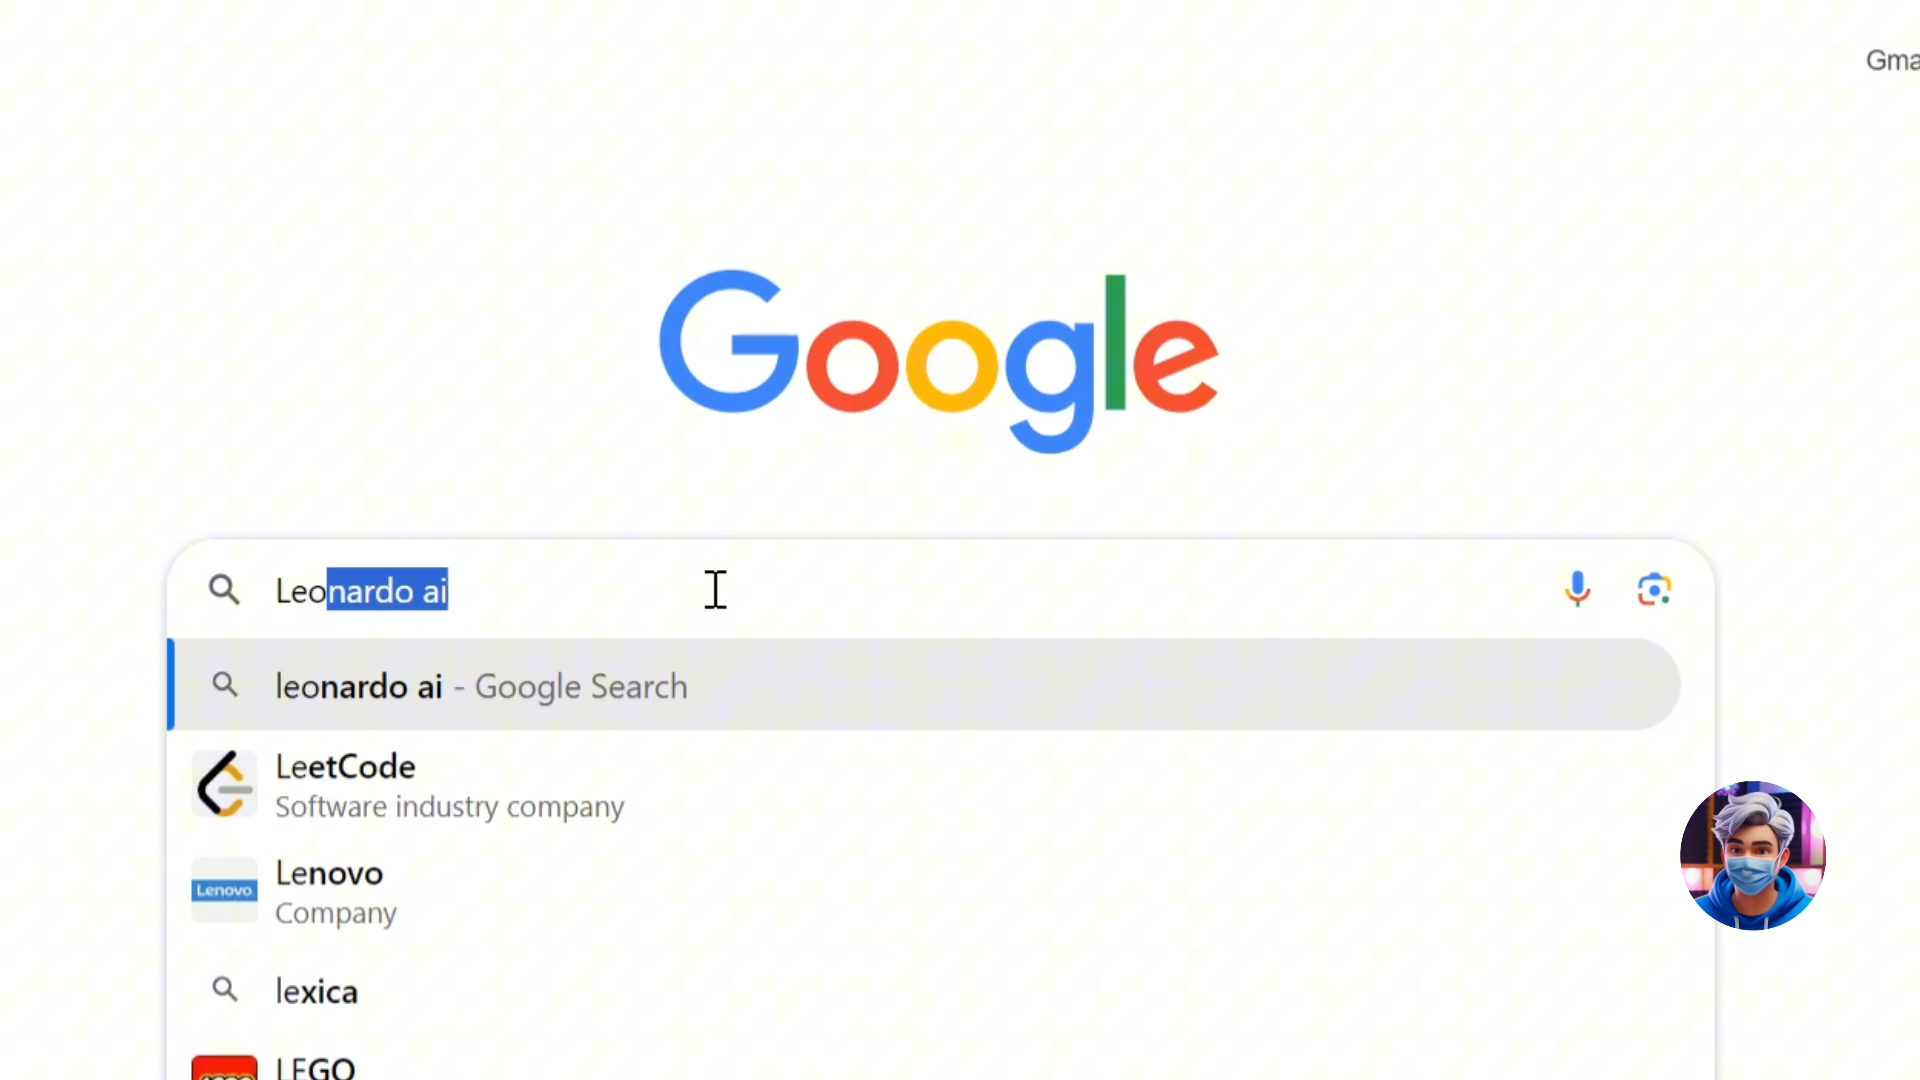 Gma
Google
Leonardo ai
leonardo ai - Google Search
LeetCode
Software industry company
Lenovo
Lenovo
Company
lexica
LEGO